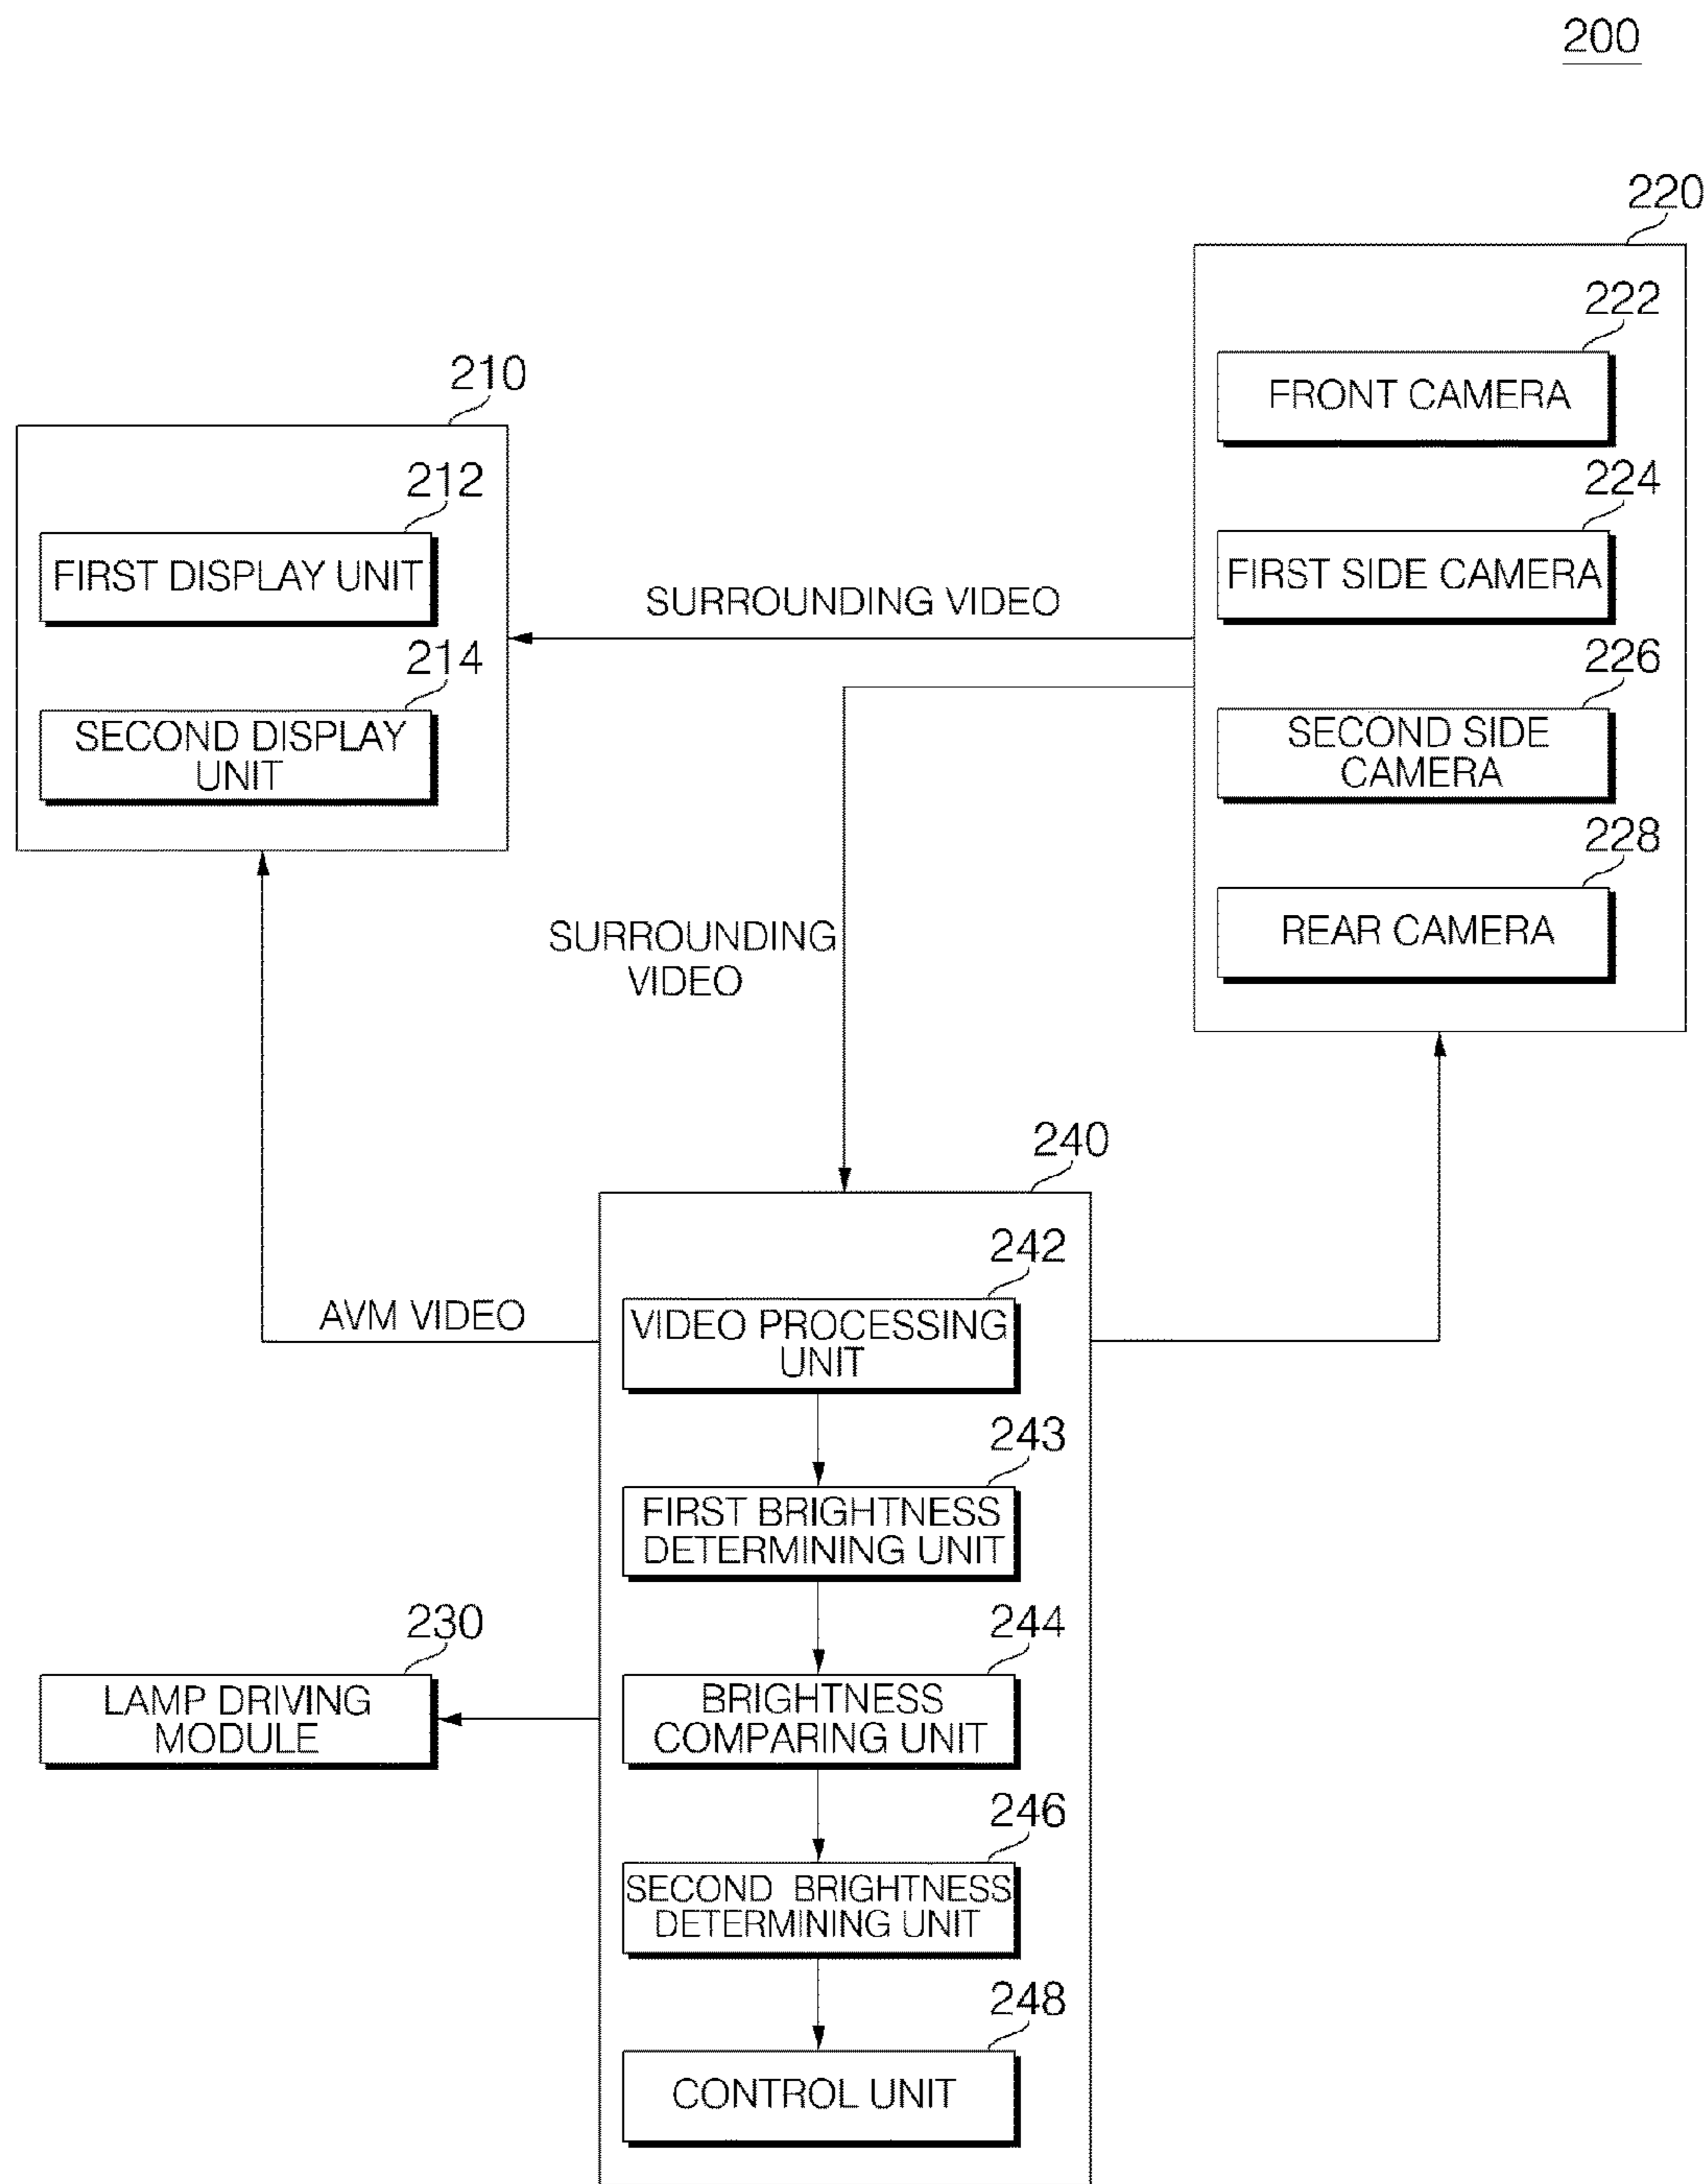 200
220
222
FRONT CAMERA
224
FIRST SIDE CAMERA
226
SECOND SIDE
CAMERA
228
REAR CAMERA
210
212
FIRST DISPLAY UNIT
214
SECOND DISPLAY
UNIT
SURROUNDING VIDEO
SURROUNDING
VIDEO
AVM VIDEO
240
242
VIDEO PROCESSING
UNIT
243
FIRST BRIGHTNESS
DETERMINING UNIT
244
BRIGHTNESS
COMPARING UNIT
246
SECOND BRIGHTNESS
DETERMINING UNIT
248
CONTROL UNIT
230
LAMP DRIVING
MODULE